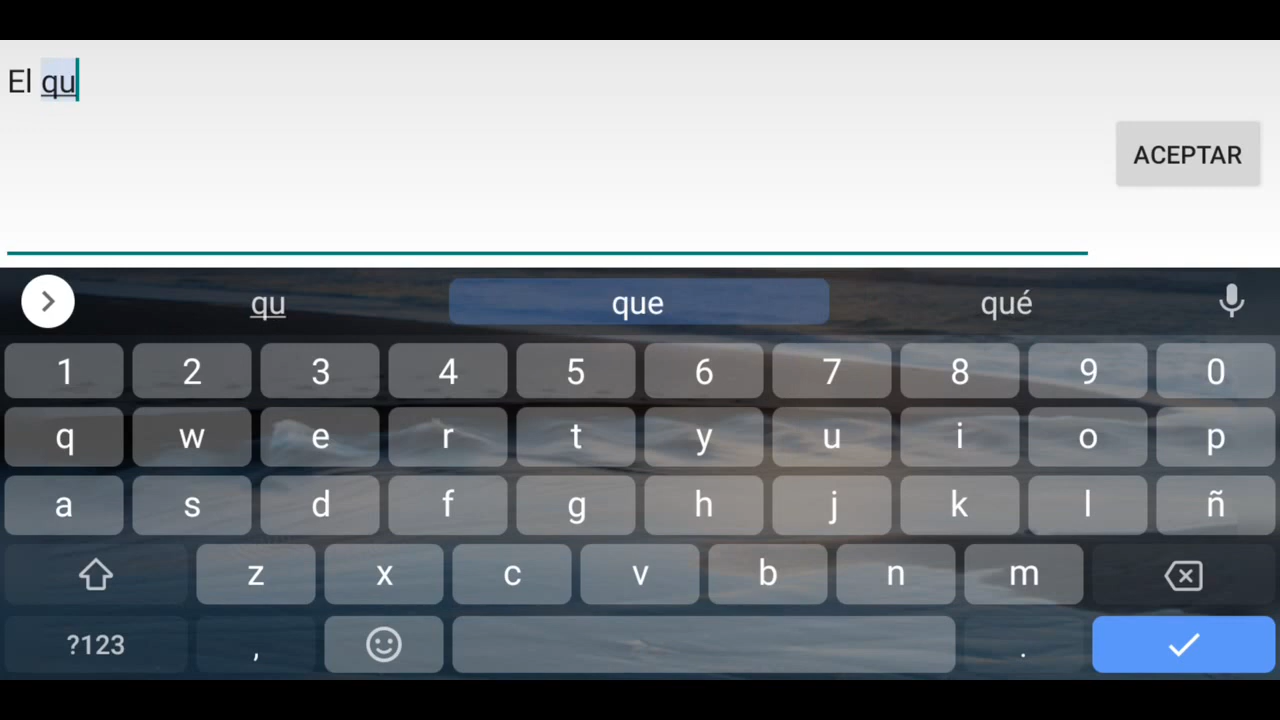 El qu
ACEPTAR
qu que qué
1 2 3 4 5 6 7 8 9 0
q w e r t y u i o p
a s d f g h j k l ñ
z x c v b n m
?123 , .